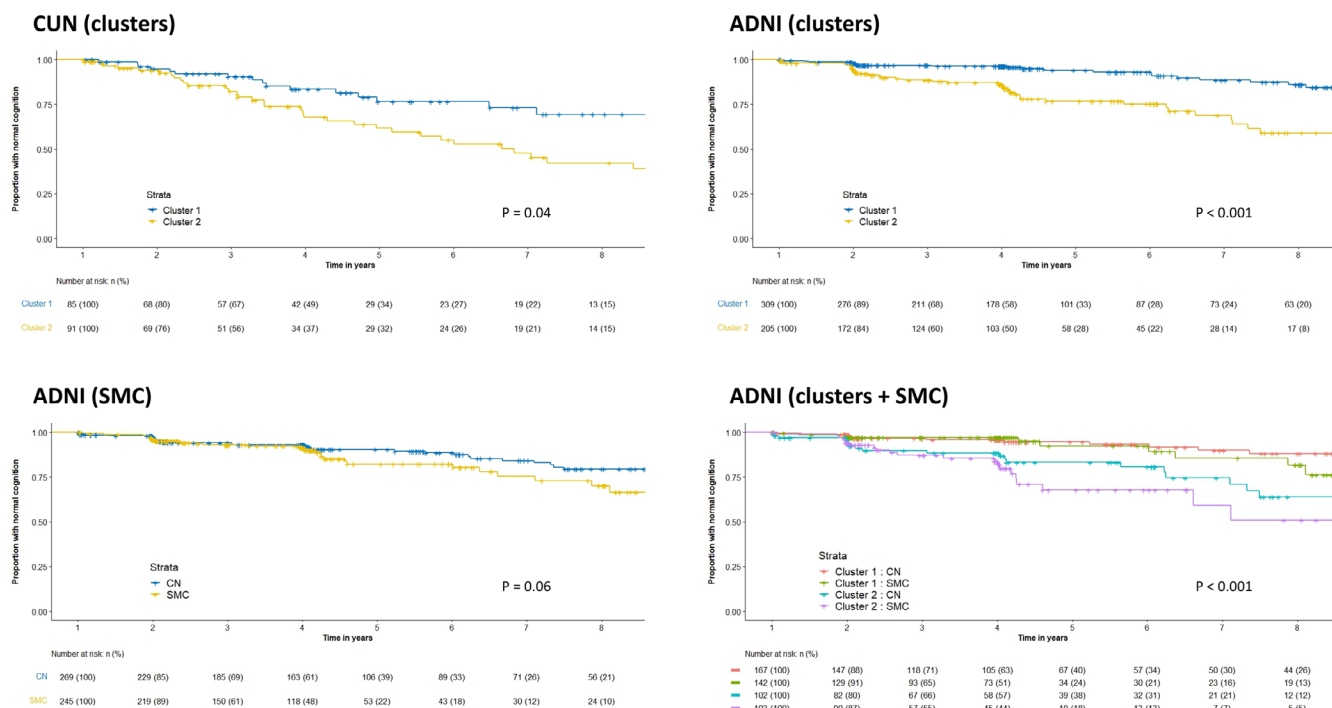 CUN (clusters)
Proportion with normal cognition
1.00
0.75
0.50
0.25
0.00
Strata
Cluster 1
Cluster 2
P = 0.04
1 2 3 4 5 6 7 8
Time in years
Number at risk: n (%)
Cluster 1 85 (100) 68 (80) 57 (67) 42 (49) 29 (34) 23 (27) 19 (22) 13 (15)
Cluster 2 91 (100) 69 (76) 51 (56) 34 (37) 29 (32) 24 (26) 19 (21) 14 (15)
ADNI (clusters)
Proportion with normal cognition
1.00
0.75
0.50
0.25
0.00
Strata
Cluster 1
Cluster 2
P < 0.001
1 2 3 4 5 6 7 8
Time in years
Number at risk: n (%)
Cluster 1 309 (100) 276 (89) 211 (68) 178 (58) 101 (33) 87 (28) 73 (24) 63 (20)
Cluster 2 205 (100) 172 (84) 124 (60) 103 (50) 58 (28) 45 (22) 28 (14) 17 (8)
ADNI (SMC)
Proportion with normal cognition
1.00
0.75
0.50
0.25
0.00
Strata
CN
SMC
P = 0.06
1 2 3 4 5 6 7 8
Time in years
Number at risk: n (%)
CN 269 (100) 229 (85) 185 (69) 163 (61) 106 (39) 89 (33) 71 (26) 56 (21)
SMC 245 (100) 219 (89) 150 (61) 118 (48) 53 (22) 43 (18) 30 (12) 24 (10)
ADNI (clusters + SMC)
Proportion with normal cognition
1.00
0.75
0.50
0.25
0.00
Strata
Cluster 1 : CN
Cluster 1 : SMC
Cluster 2 : CN
Cluster 2 : SMC
P < 0.001
1 2 3 4 5 6 7 8
Time in years
Number at risk: n (%)
167 (100) 147 (88) 118 (71) 105 (63) 67 (40) 57 (34) 50 (30) 44 (26)
142 (100) 129 (91) 93 (65) 73 (51) 34 (24) 30 (21) 23 (16) 19 (13)
102 (100) 82 (80) 67 (66) 58 (57) 39 (38) 32 (31) 21 (21) 12 (12)